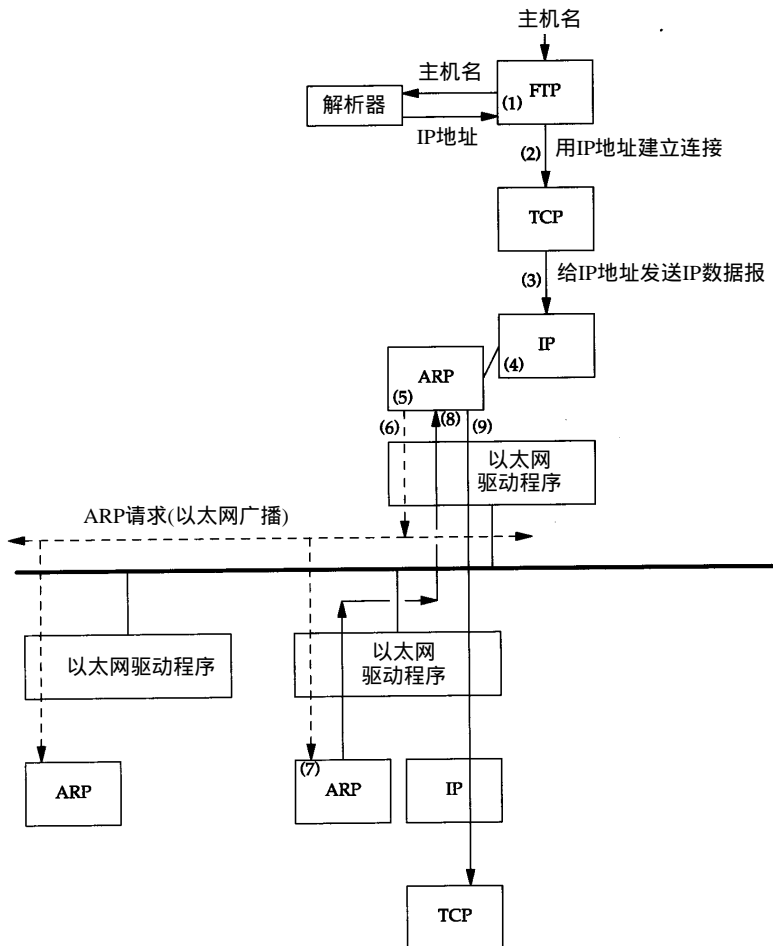 主机名
主机名
FTP
(1)
解析器
IP地址
(2)
用IP地址建立连接
TCP
(3)
给IP地址发送IP数据报
IP
(4)
ARP
(5)
(6)
(8)
(9)
以太网
驱动程序
ARP请求(以太网广播)
以太网驱动程序
以太网
驱动程序
ARP
(7)
ARP
IP
TCP